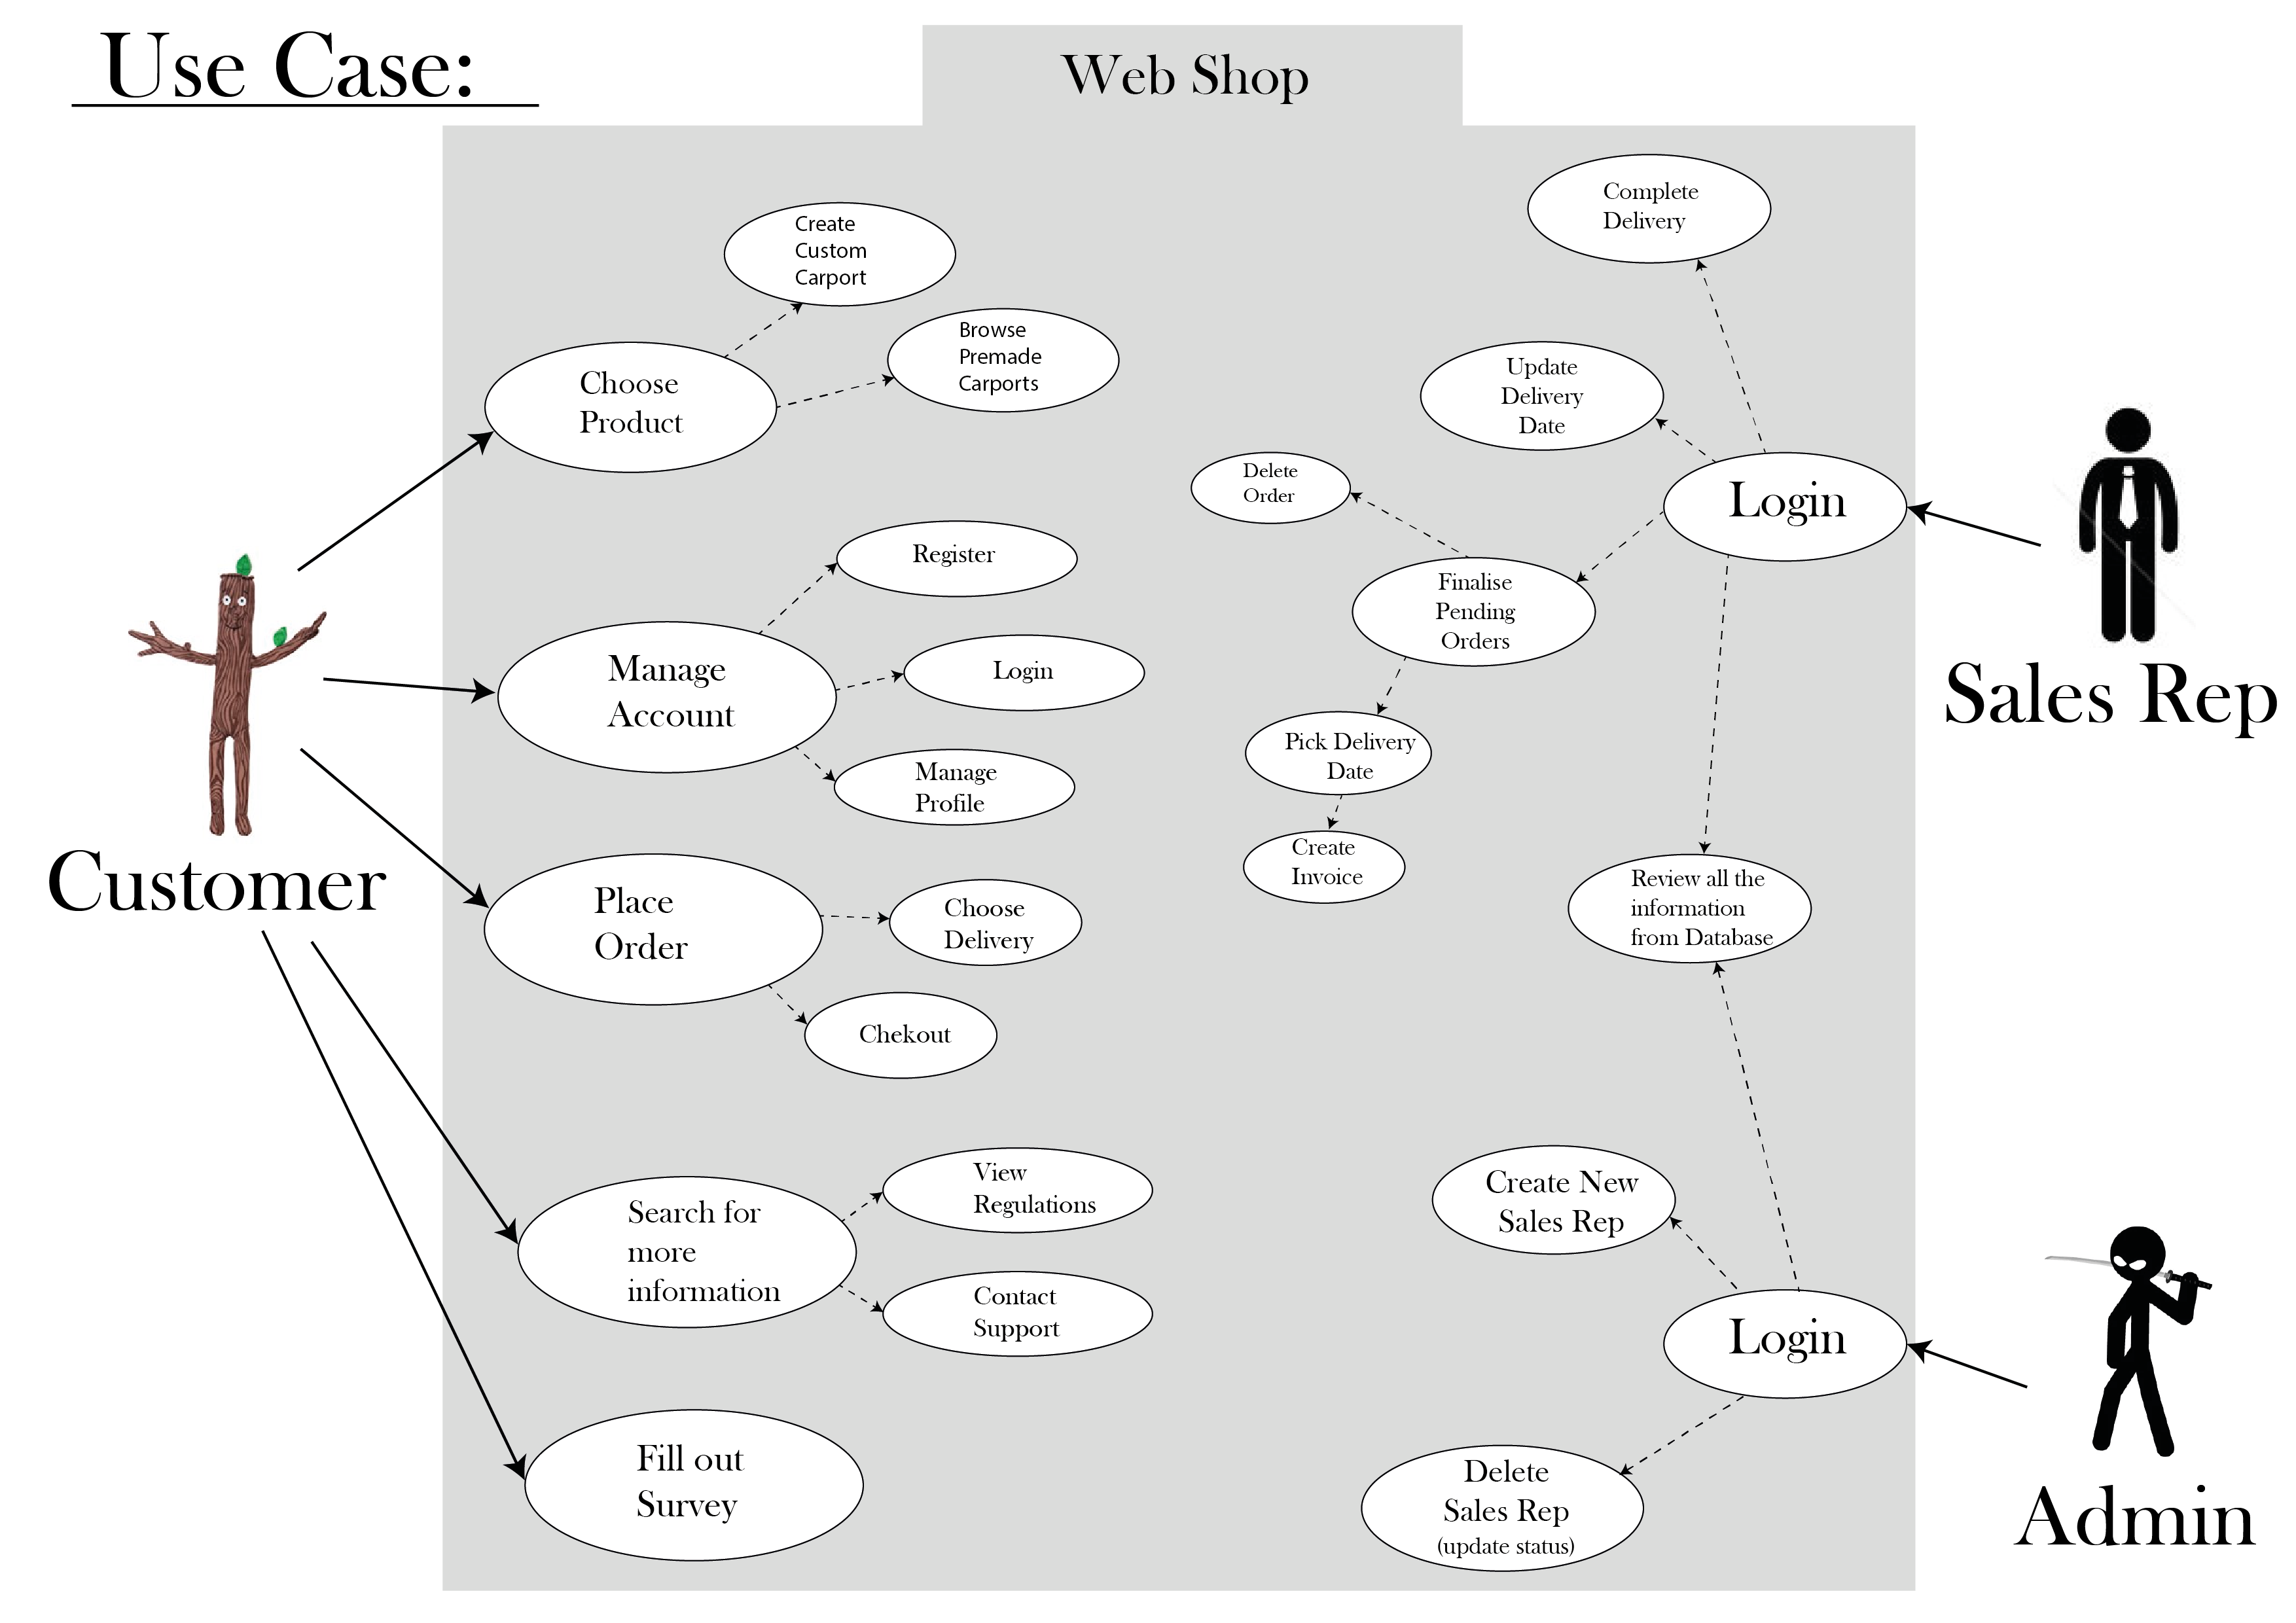 Use Case:
Web Shop
Create
Custom
Carport
Browse
Premade
Carports
Choose
Product
Register
Login
Manage
Account
Manage
Profile
Place
Order
Choose
Delivery
Chekout
Customer
Search for
more
information
View
Regulations
Contact
Support
Fill out
Survey
Complete
Delivery
Update
Delivery
Date
Delete
Order
Login
Finalise
Pending
Orders
Pick Delivery
Date
Create
Invoice
Review all the
information
from Database
Sales Rep
Create New
Sales Rep
Login
Delete
Sales Rep
(update status)
Admin